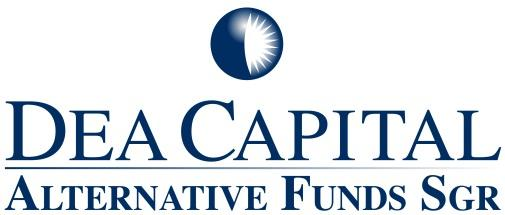 DEA CAPITAL
ALTERNATIVE FUNDS SGR